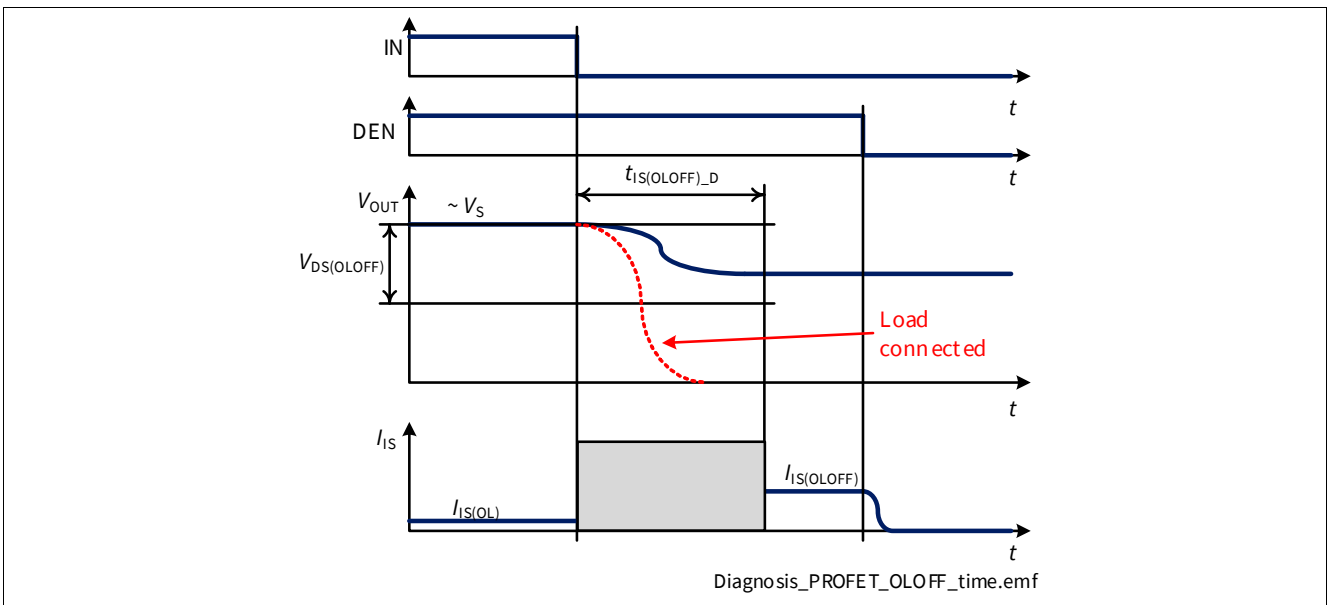 IN
t
DEN
t
tIS(OLOFF)_D
VOUT
~ VS
VDS(OLOFF)
Load
connected
t
IIS
IIS(OLOFF)
IIS(OL)
t
Diagnosis_PROFET_OLOFF_time.emf